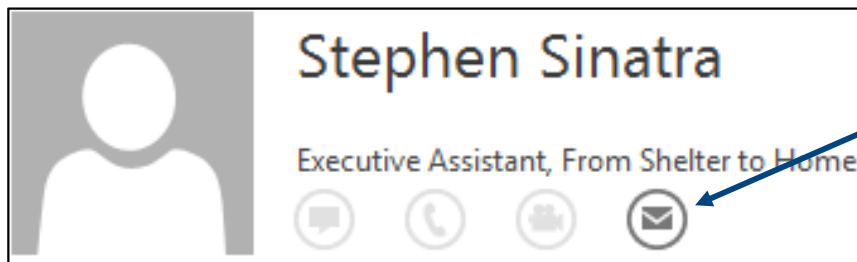 Stephen Sinatra
Executive Assistant, From Shelter to Home